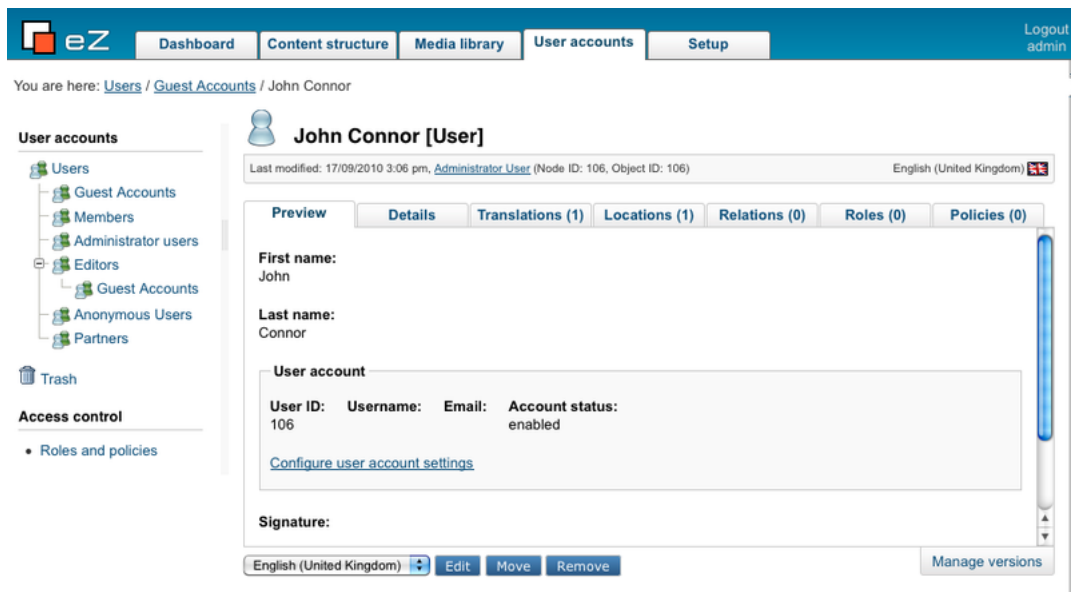 eZ
Dashboard
Content structure
Media library
User accounts
Setup
Logout
admin
You are here: Users / Guest Accounts / John Connor
User accounts
Users
Guest Accounts
Members
Administrator users
Editors
Guest Accounts
Anonymous Users
Partners
Trash
Access control
• Roles and policies
John Connor [User]
Last modified: 17/09/2010 3:06 pm, Administrator User (Node ID: 106, Object ID: 106) English (United Kingdom)
Preview Details Translations (1) Locations (1) Relations (0) Roles (0) Policies (0)
First name:
John
Last name:
Connor
User account
User ID: Username: Email: Account status:
106 enabled
Configure user account settings
Signature:
English (United Kingdom) Edit Move Remove Manage versions